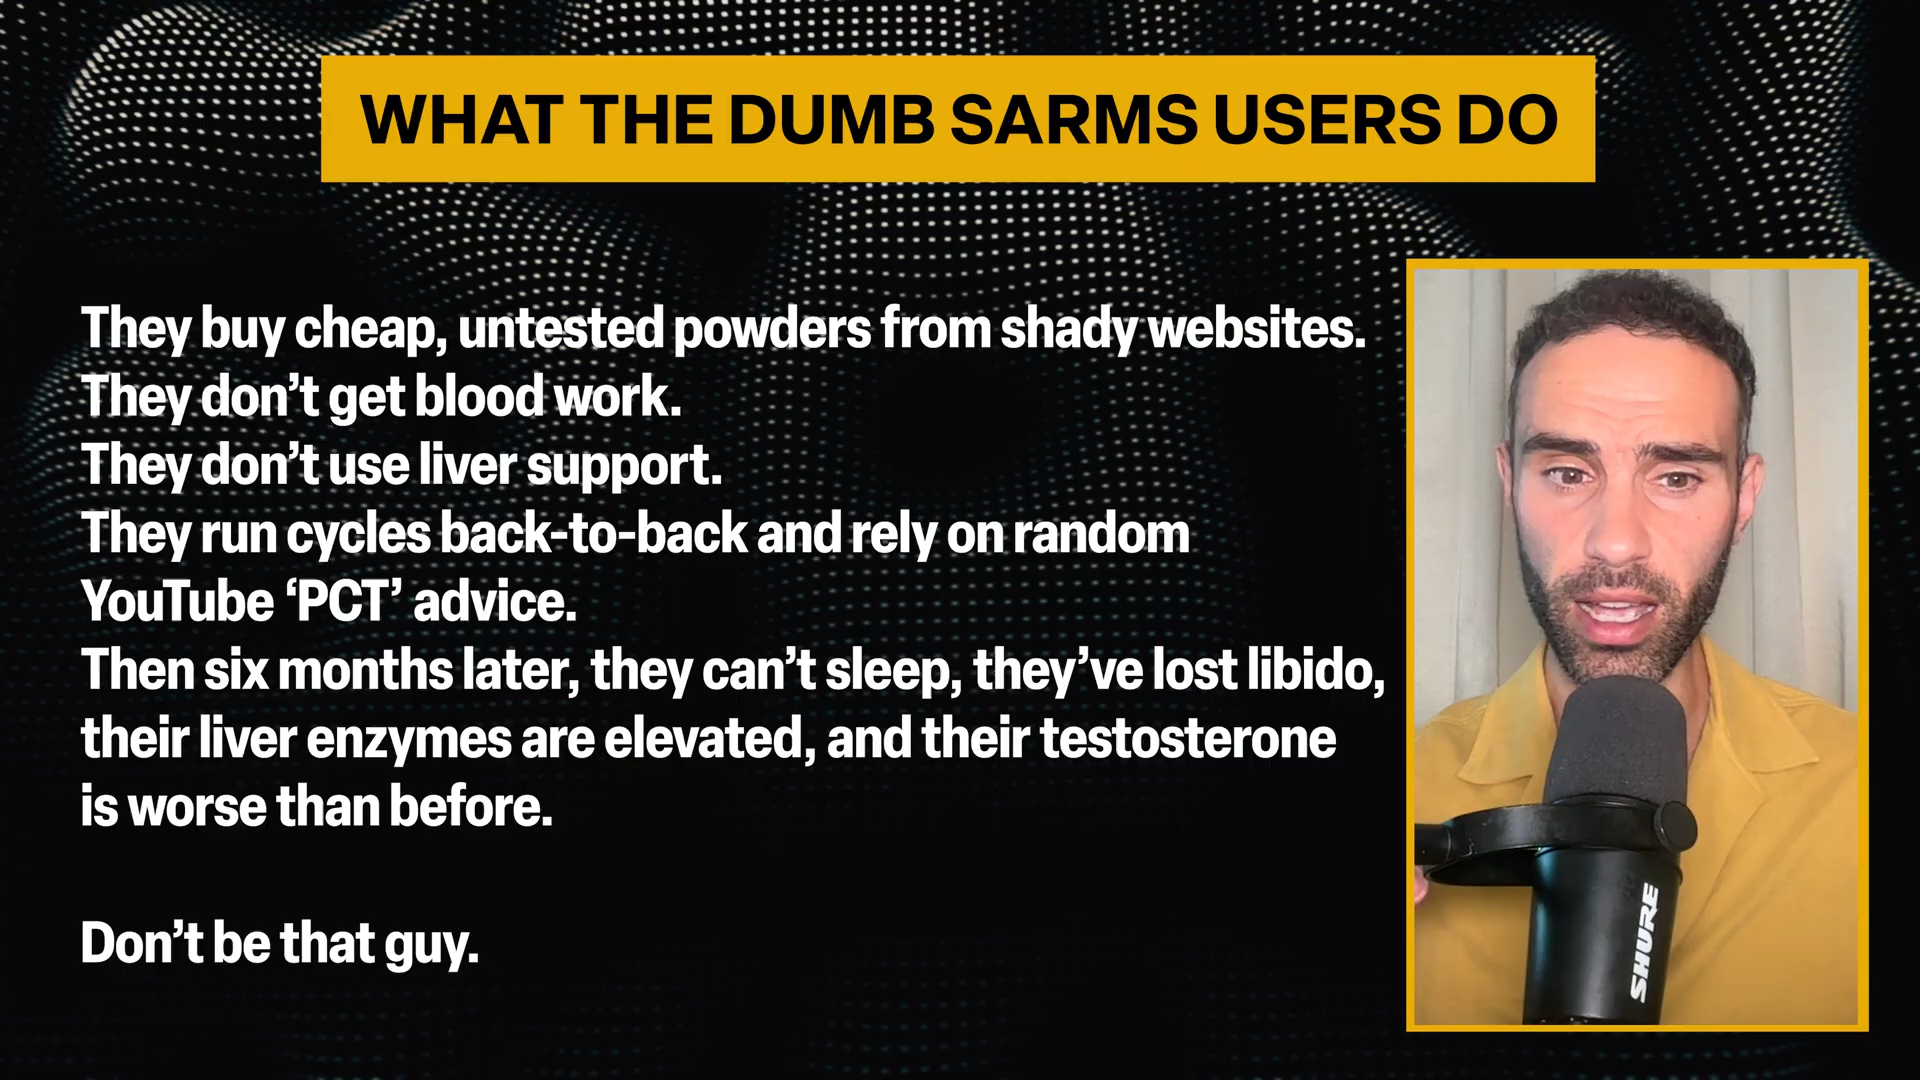 WHAT THE DUMB SARMS USERS DO
They buy cheap, untested powders from shady websites.
They don’t get blood work.
They don’t use liver support.
They run cycles back-to-back and rely on random
YouTube ‘PCT’ advice.
Then six months later, they can’t sleep, they’ve lost libido,
their liver enzymes are elevated, and their testosterone
is worse than before.
Don’t be that guy.
SHURE